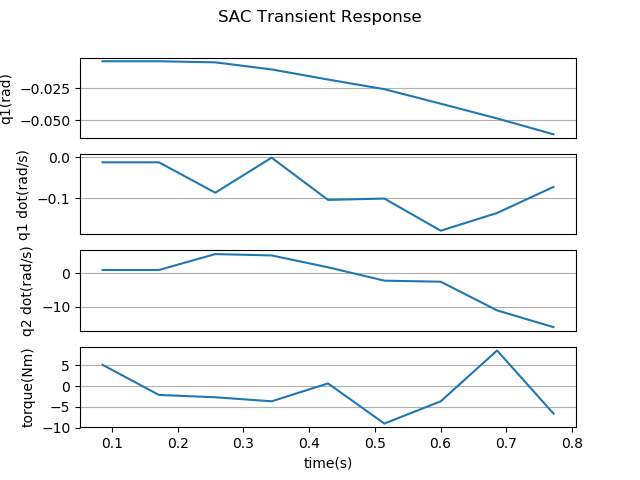 SAC Transient Response
q1(rad)
−0.025
−0.050
q1 dot(rad/s)
0.0
−0.1
q2 dot(rad/s)
0
−10
torque(Nm)
5
0
−5
−10
0.1 0.2 0.3 0.4 0.5 0.6 0.7 0.8
time(s)